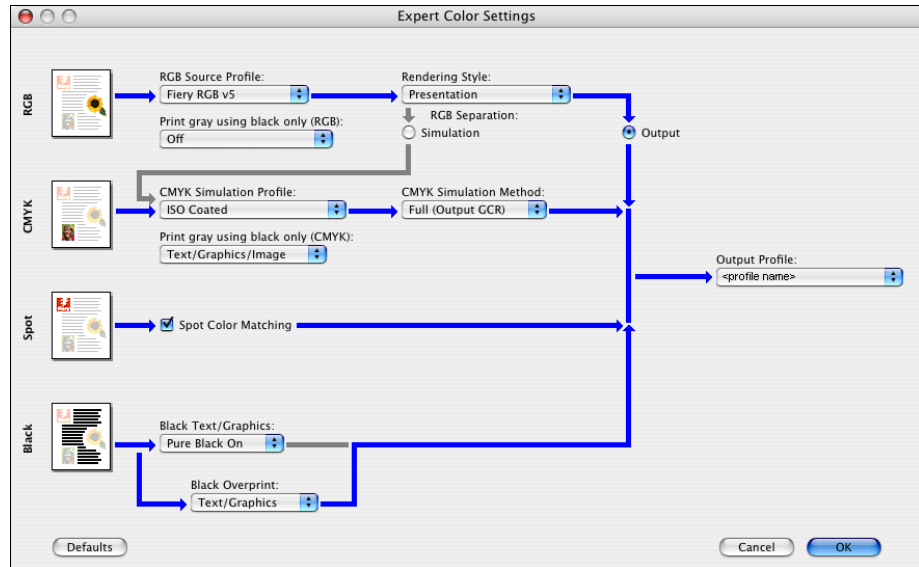 Expert Color Settings
RGB
RGB Source Profile:
Fiery RGB v5
Print gray using black only (RGB):
Off
Rendering Style:
Presentation
RGB Separation:
Simulation
Output
CMYK
CMYK Simulation Profile:
ISO Coated
Print gray using black only (CMYK):
Text/Graphics/Image
CMYK Simulation Method:
Full (Output GCR)
Output Profile:
<profile name>
Spot
Spot Color Matching
Black
Black Text/Graphics:
Pure Black On
Black Overprint:
Text/Graphics
Defaults
Cancel
OK